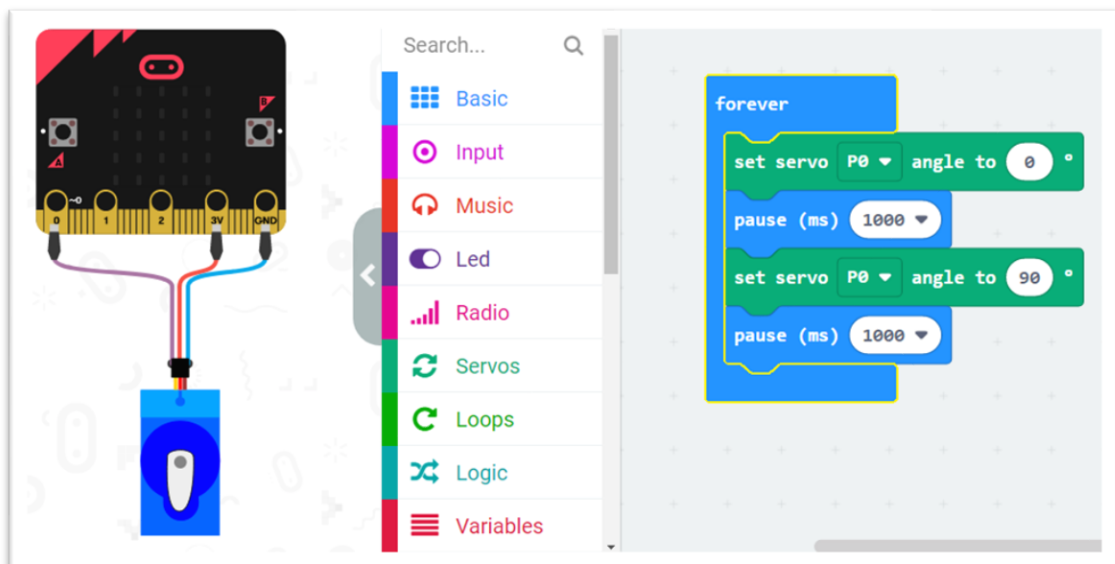 A
B
~0
0
1
2
3V
GND
Search...
Basic
Input
Music
Led
Radio
Servos
Loops
Logic
Variables
forever
set servo P0 angle to 0 °
pause (ms) 1000
set servo P0 angle to 90 °
pause (ms) 1000